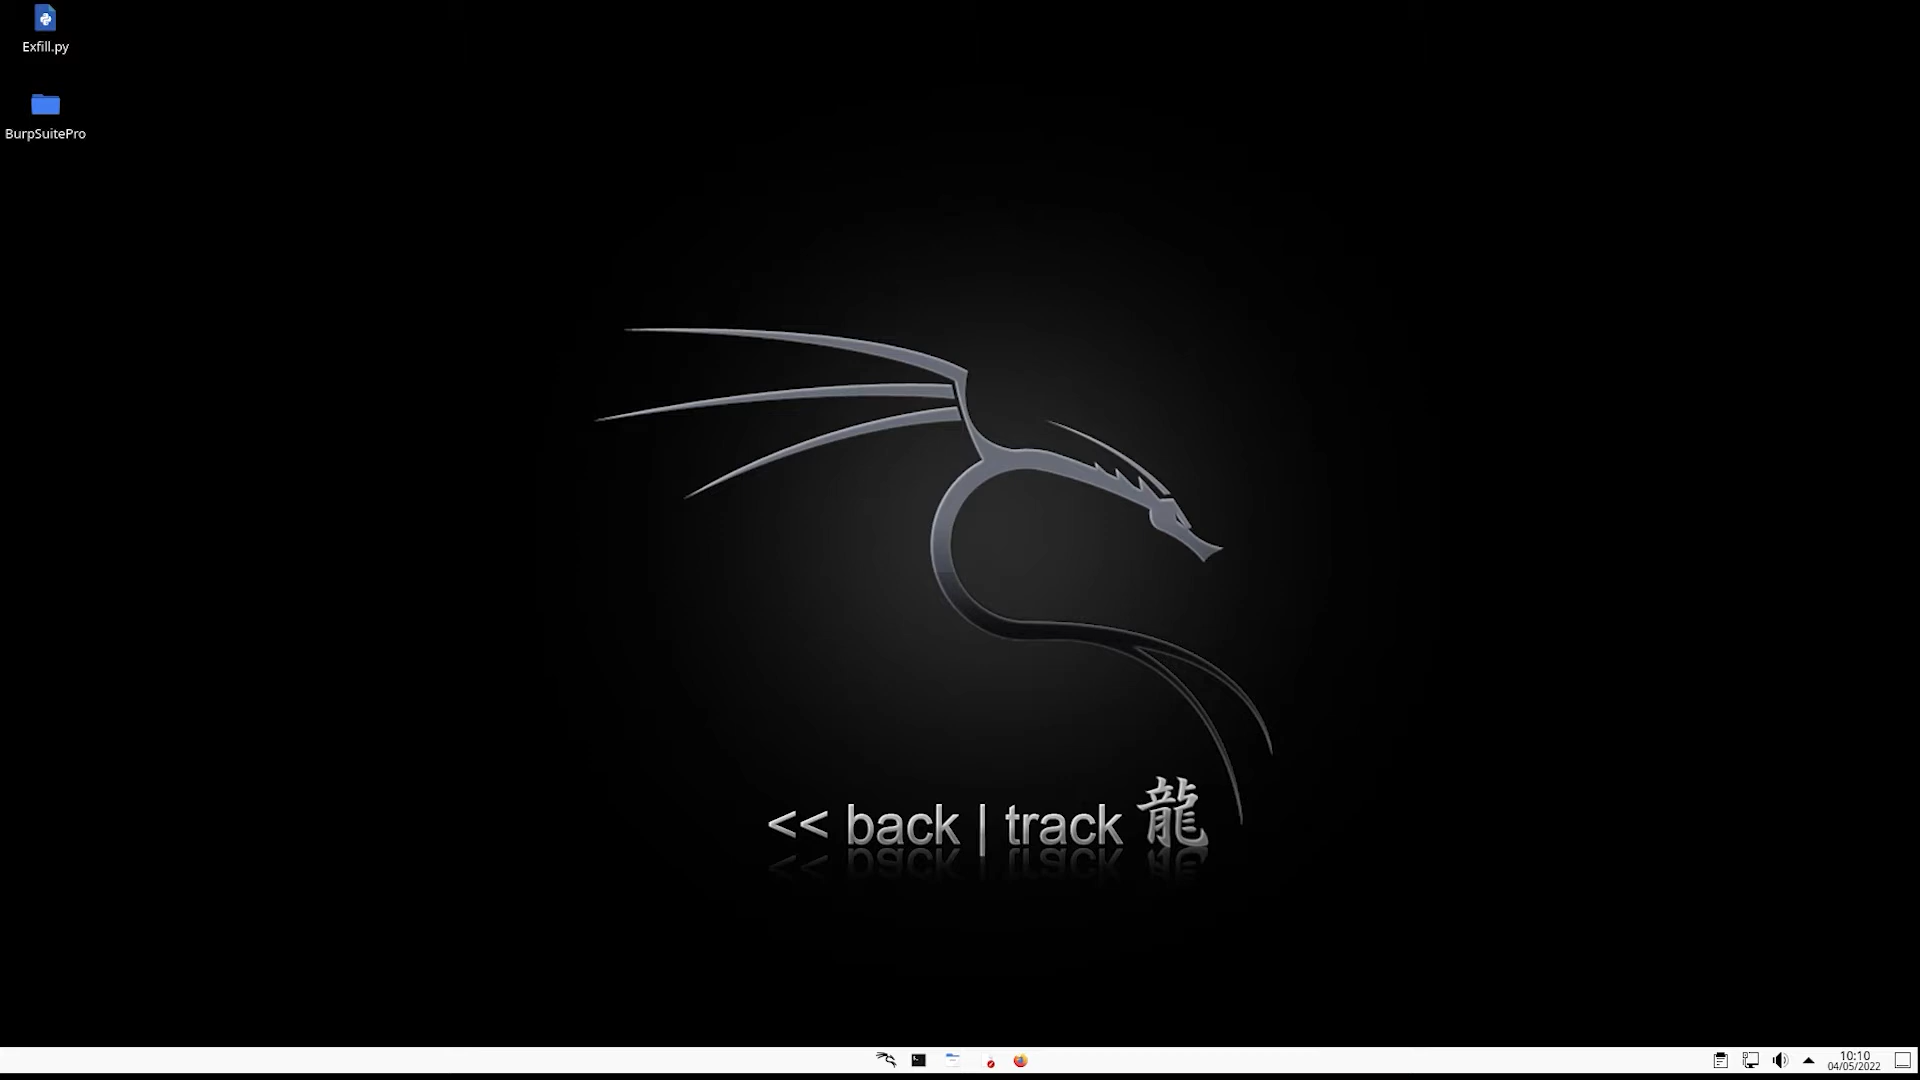 Exfill.py
BurpSuitePro
<< back | track 龍
10:10
04/05/2022